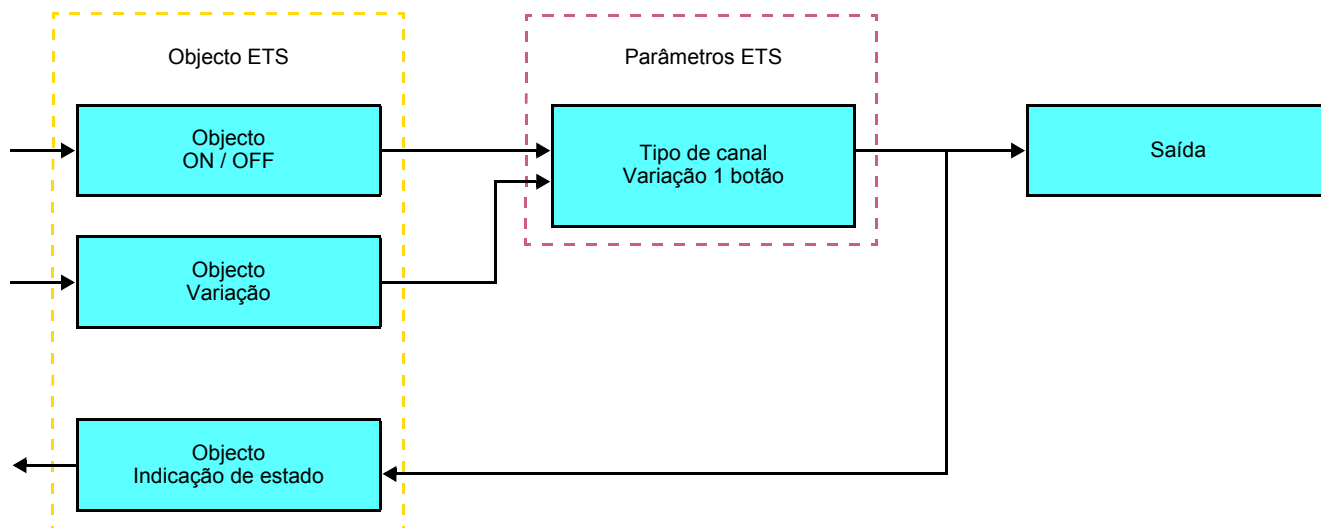 Objecto ETS
Parâmetros ETS
Objecto
ON / OFF
Tipo de canal
Variação 1 botão
Saída
Objecto
Variação
Objecto
Indicação de estado